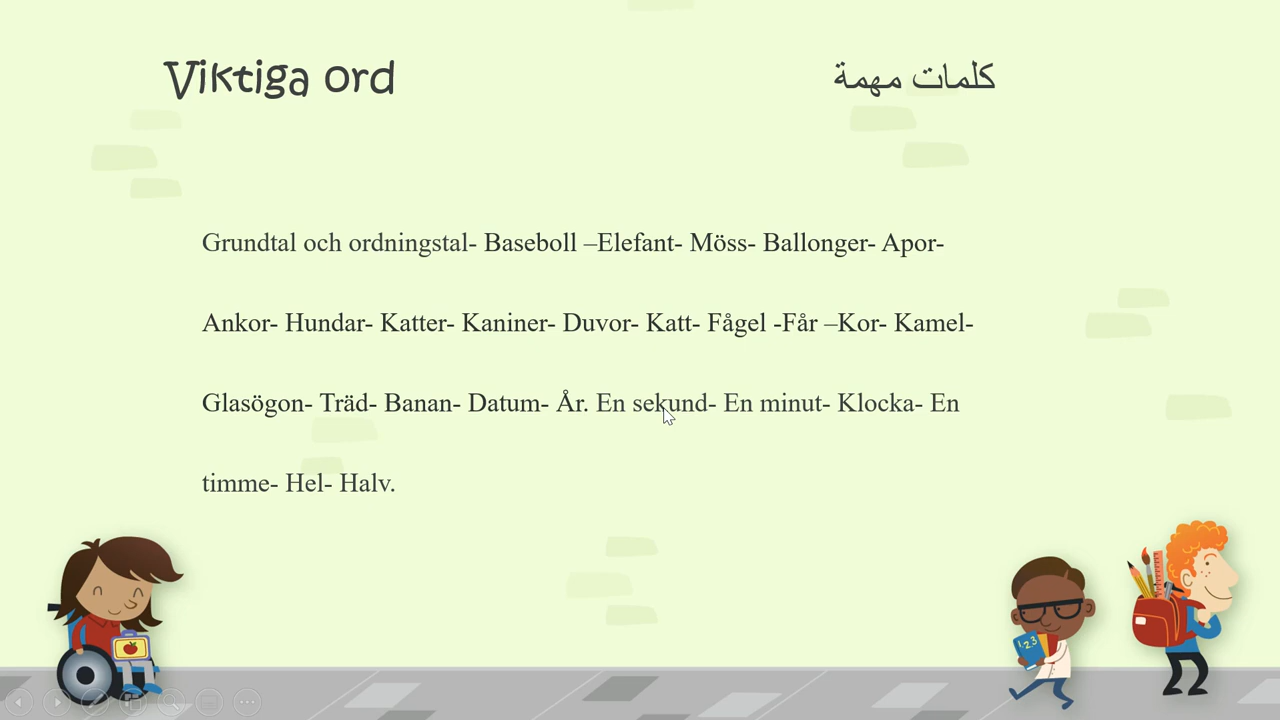 Viktiga ord
كلمات مهمة
Grundtal och ordningstal- Baseboll –Elefant- Möss- Ballonger- Apor-
Ankor- Hundar- Katter- Kaniner- Duvor- Katt- Fågel -Får –Kor- Kamel-
Glasögon- Träd- Banan- Datum- År. En sekund- En minut- Klocka- En
timme- Hel- Halv.
123